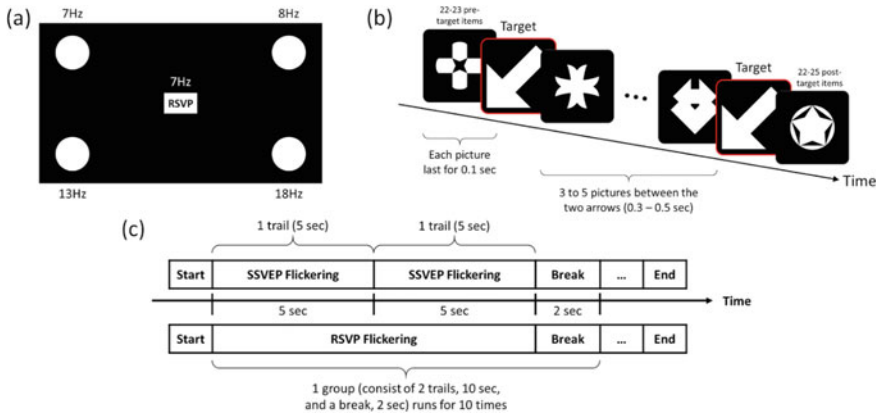 (a)
7Hz
8Hz
7Hz
RSVP
13Hz
18Hz
(b)
22-23 pre-
target items
Target
Target
22-25 post-
target items
Each picture
last for 0.1 sec
3 to 5 pictures between the
two arrows (0.3 – 0.5 sec)
Time
(c)
1 trail (5 sec)
1 trail (5 sec)
Start
SSVEP Flickering
SSVEP Flickering
Break
...
End
Time
5 sec
5 sec
2 sec
Start
RSVP Flickering
Break
...
End
1 group (consist of 2 trails, 10 sec,
and a break, 2 sec) runs for 10 times